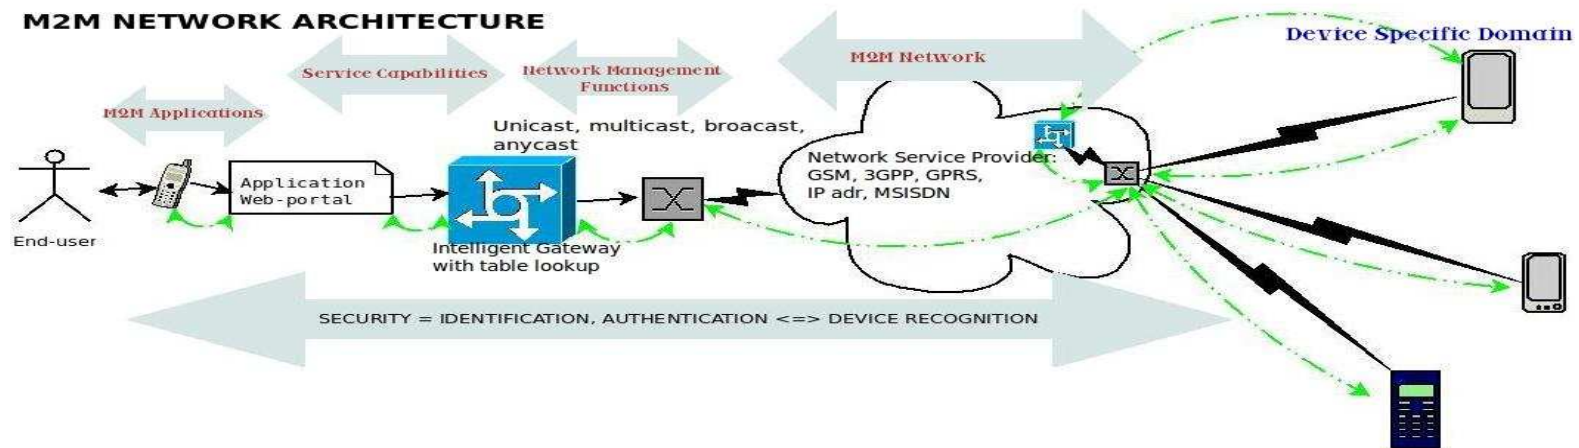 M2M NETWORK ARCHITECTURE
Device Specific Domain
M2M Network
Service Capabilities
Network Management
Functions
M2M Applications
Unicast, multicast, broacast,
anycast
Network Service Provider:
GSM, 3GPP, GPRS,
IP adr, MSISDN
Application
Web-portal
End-user
Intelligent Gateway
with table lookup
SECURITY = IDENTIFICATION, AUTHENTICATION <=> DEVICE RECOGNITION